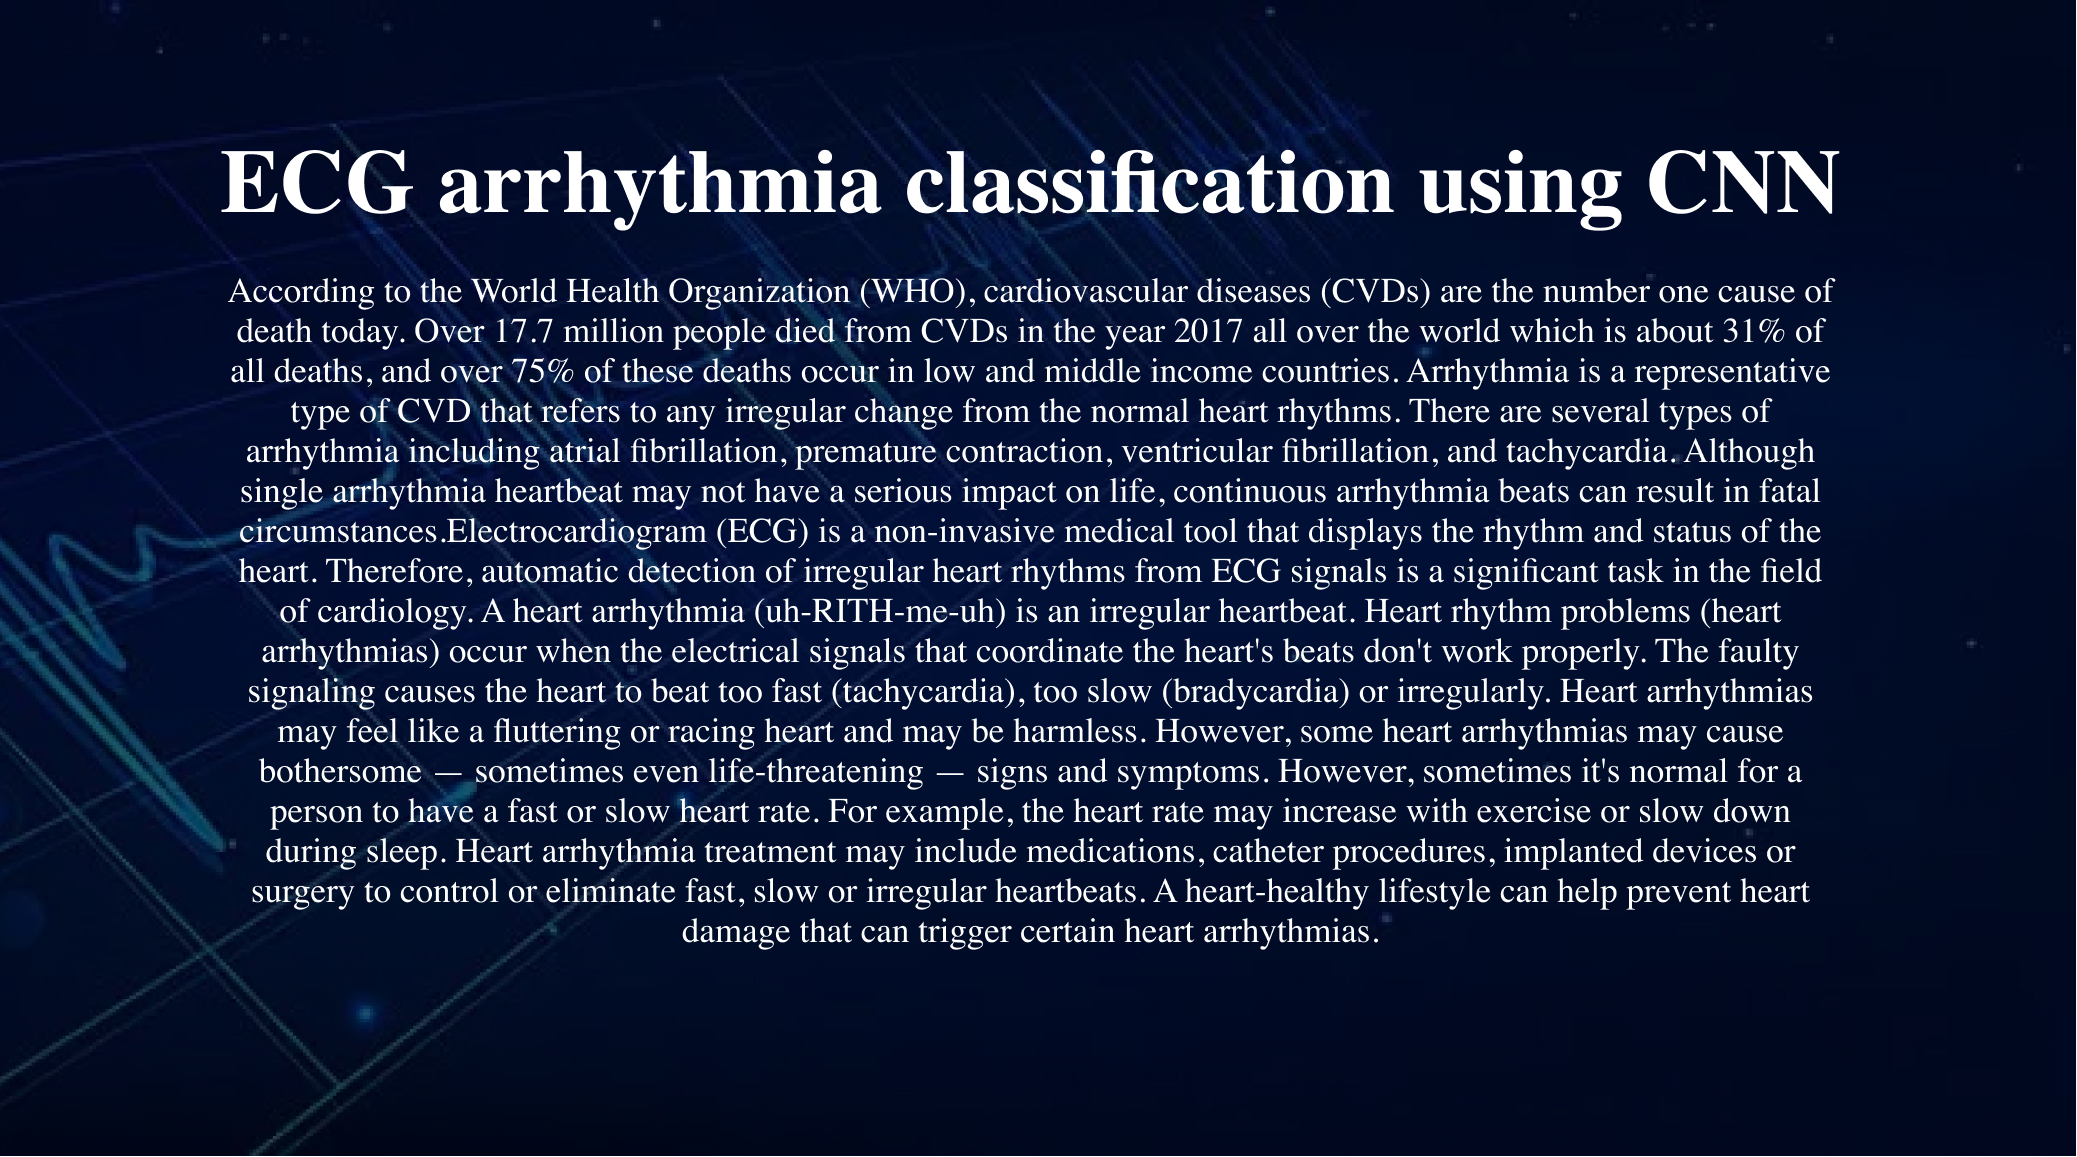 ECG arrhythmia classification using CNN
According to the World Health Organization (WHO), cardiovascular diseases (CVDs) are the number one cause of
death today. Over 17.7 million people died from CVDs in the year 2017 all over the world which is about 31% of
all deaths, and over 75% of these deaths occur in low and middle income countries. Arrhythmia is a representative
type of CVD that refers to any irregular change from the normal heart rhythms. There are several types of
arrhythmia including atrial fibrillation, premature contraction, ventricular fibrillation, and tachycardia. Although
single arrhythmia heartbeat may not have a serious impact on life, continuous arrhythmia beats can result in fatal
circumstances.Electrocardiogram (ECG) is a non-invasive medical tool that displays the rhythm and status of the
heart. Therefore, automatic detection of irregular heart rhythms from ECG signals is a significant task in the field
of cardiology. A heart arrhythmia (uh-RITH-me-uh) is an irregular heartbeat. Heart rhythm problems (heart
arrhythmias) occur when the electrical signals that coordinate the heart's beats don't work properly. The faulty
signaling causes the heart to beat too fast (tachycardia), too slow (bradycardia) or irregularly. Heart arrhythmias
may feel like a fluttering or racing heart and may be harmless. However, some heart arrhythmias may cause
bothersome — sometimes even life-threatening — signs and symptoms. However, sometimes it's normal for a
person to have a fast or slow heart rate. For example, the heart rate may increase with exercise or slow down
during sleep. Heart arrhythmia treatment may include medications, catheter procedures, implanted devices or
surgery to control or eliminate fast, slow or irregular heartbeats. A heart-healthy lifestyle can help prevent heart
damage that can trigger certain heart arrhythmias.